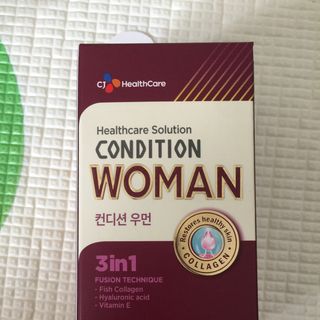 CJ HealthCare
Healthcare Solution
CONDITION
WOMAN
컨디션 우먼
3in1
FUSION TECHNIQUE
- Fish Collagen
- Hyaluronic acid
- Vitamin E
Restores healthy skin
COLLAGEN